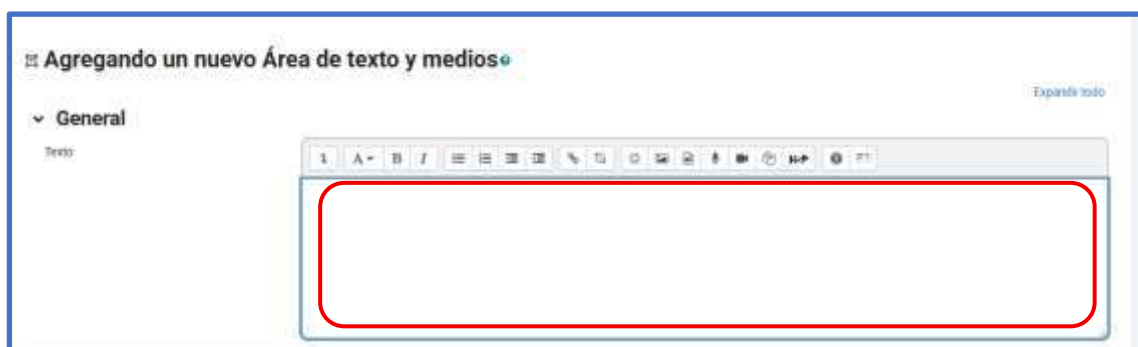 Agregando un nuevo Área de texto y medios
Expandir todo
General
Texto
A B I
H-P